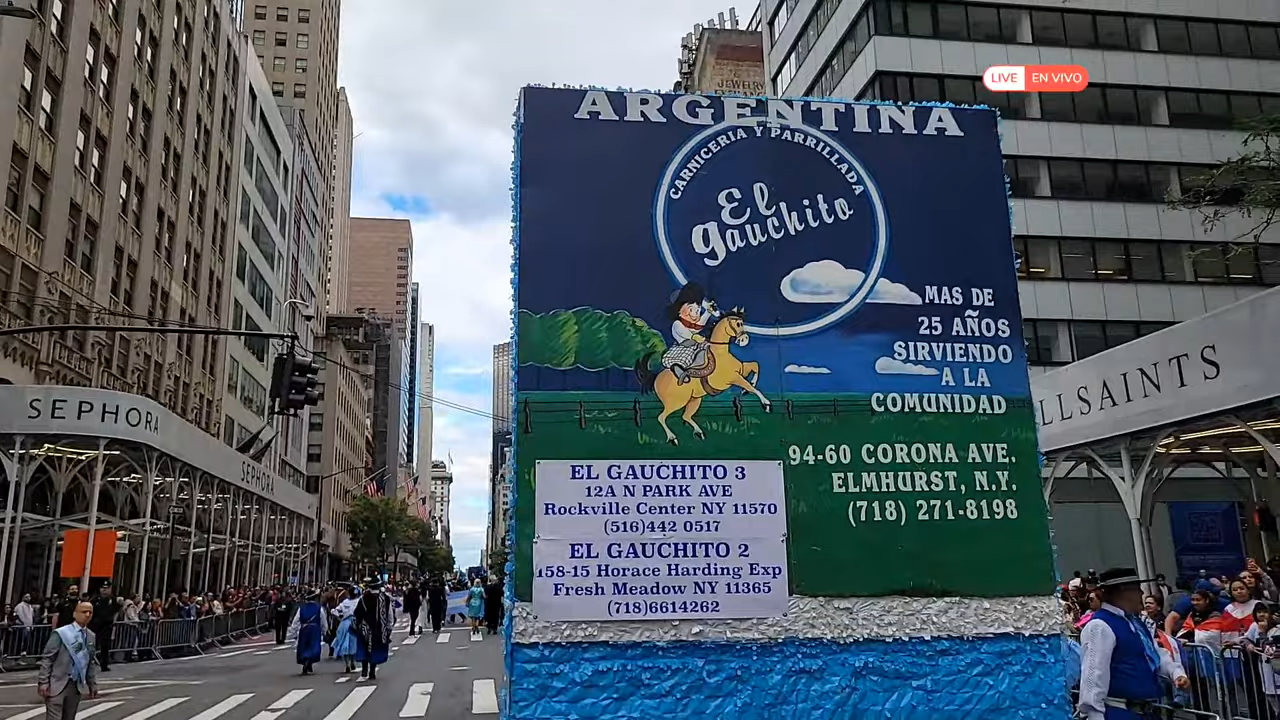 LIVE EN VIVO
JEWELRY
EXCHANGE
ARGENTINA
CARNICERIA Y PARRILLADA
El
gauchito
MAS DE
25 AÑOS
SIRVIENDO
A LA
COMUNIDAD
94-60 CORONA AVE,
ELMHURST, N.Y.
(718) 271-8198
EL GAUCHITO 3
12A N PARK AVE
Rockville Center NY 11570
(516)442 0517
EL GAUCHITO 2
158-15 Horace Harding Exp
Fresh Meadow NY 11365
(718)6614262
SEPHORA
SEPHORA
LLSAINTS